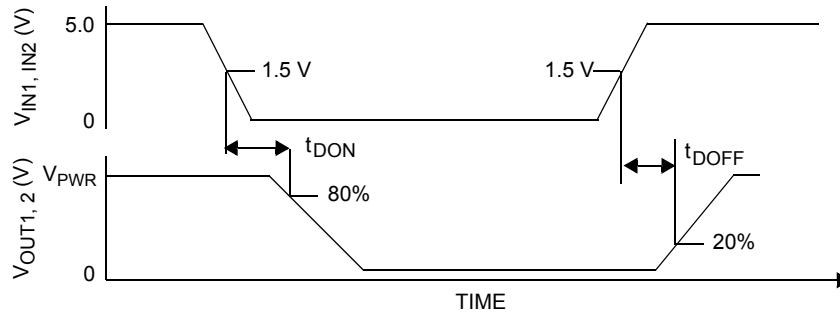 V_IN1, IN2 (V)
5.0
0
1.5 V
1.5 V
t_DON
t_DOFF
V_OUT1, 2 (V)
V_PWR
0
80%
20%
TIME